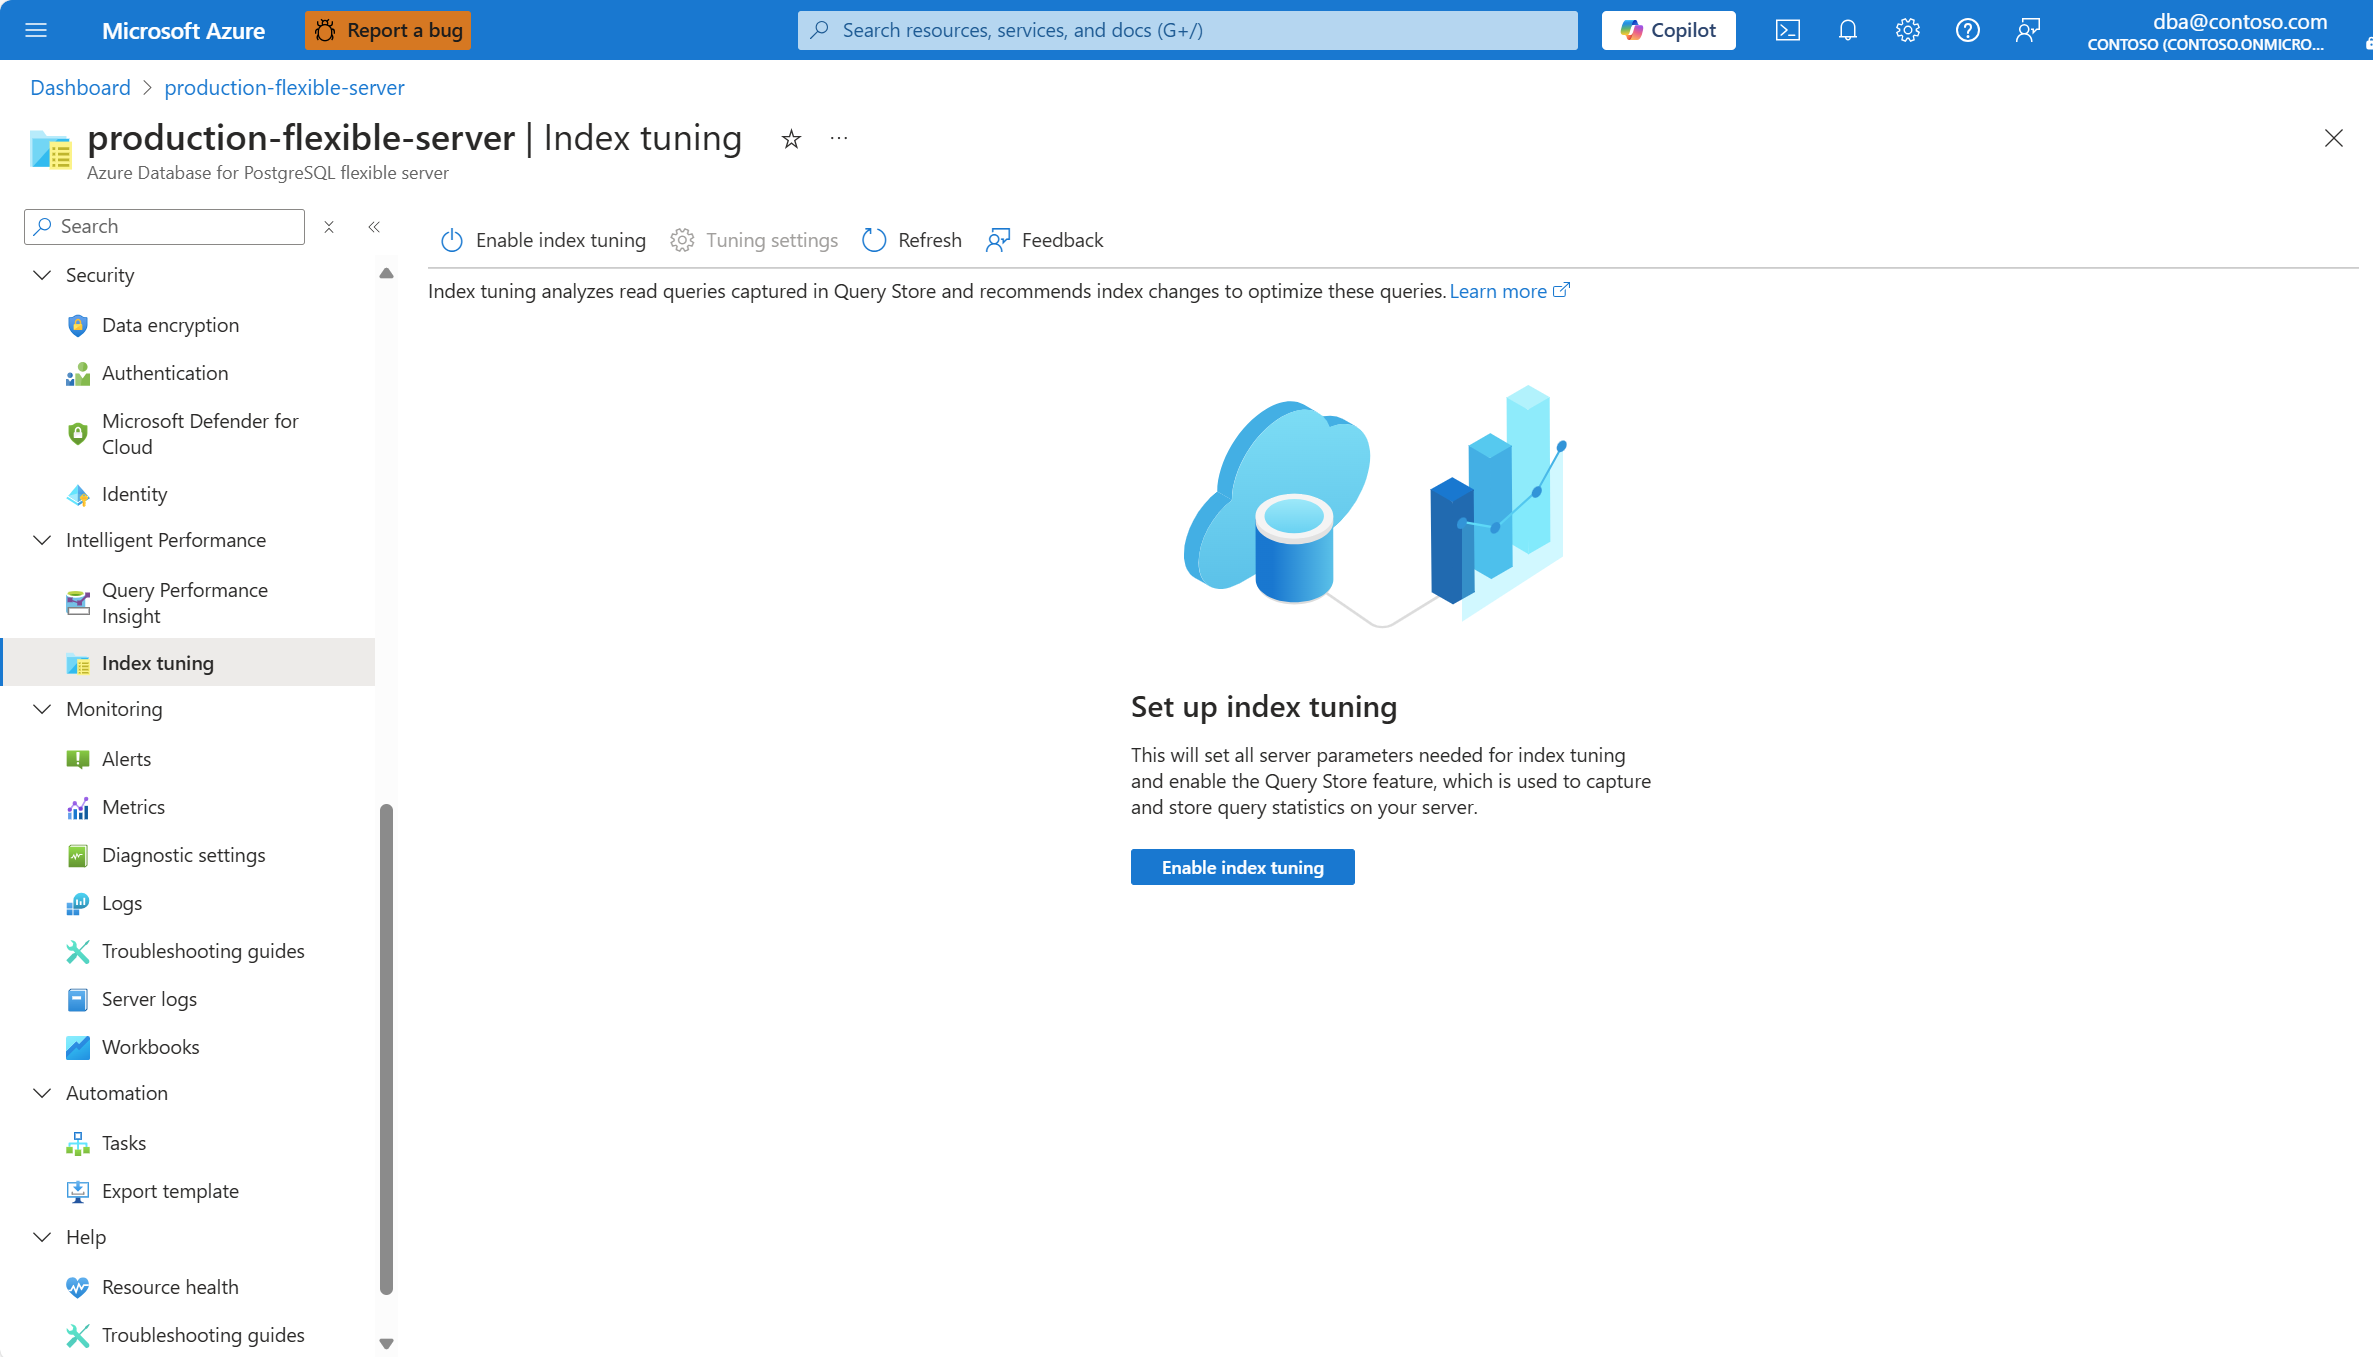 Microsoft Azure
Report a bug
Search resources, services, and docs (G+/)
Copilot
dba@contoso.com
CONTOSO (CONTOSO.ONMICRO...
Dashboard > production-flexible-server
production-flexible-server | Index tuning
Azure Database for PostgreSQL flexible server
Search
Enable index tuning
Tuning settings
Refresh
Feedback
Index tuning analyzes read queries captured in Query Store and recommends index changes to optimize these queries. Learn more
Security
Data encryption
Authentication
Microsoft Defender for
Cloud
Identity
Intelligent Performance
Query Performance
Insight
Index tuning
Monitoring
Alerts
Metrics
Diagnostic settings
Logs
Troubleshooting guides
Server logs
Workbooks
Automation
Tasks
Export template
Help
Resource health
Troubleshooting guides
Set up index tuning
This will set all server parameters needed for index tuning
and enable the Query Store feature, which is used to capture
and store query statistics on your server.
Enable index tuning